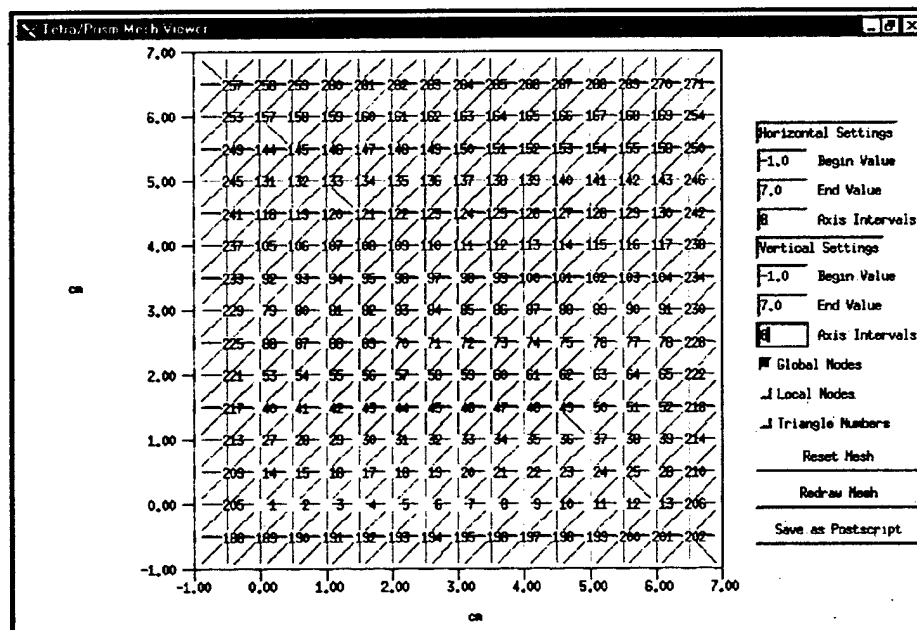 Tetra/Prism Mesh Viewer
7.00
257 258 259 260 261 262 263 264 265 266 267 268 269 270 271
6.00 253 157 158 159 160 161 162 163 164 165 166 167 168 169 254
249 144 145 146 147 148 149 150 151 152 153 154 155 156 250
5.00 245 131 132 133 134 135 136 137 138 139 140 141 142 143 246
241 118 119 120 121 122 123 124 125 126 127 128 129 130 242
4.00 237 105 106 107 108 109 110 111 112 113 114 115 116 117 238
233 92 93 94 95 96 97 98 99 100 101 102 103 104 234
cm
3.00 229 79 80 81 82 83 84 85 86 87 88 89 90 91 230
225 66 67 68 69 70 71 72 73 74 75 76 77 78 226
2.00 221 53 54 55 56 57 58 59 60 61 62 63 64 65 222
217 40 41 42 43 44 45 46 47 48 49 50 51 52 218
1.00 213 27 28 29 30 31 32 33 34 35 36 37 38 39 214
209 14 15 16 17 18 19 20 21 22 23 24 25 26 210
0.00 205 1 2 3 4 5 6 7 8 9 10 11 12 13 206
188 189 190 191 192 193 194 195 196 197 198 199 200 201 202
-1.00
-1.00 0.00 1.00 2.00 3.00 4.00 5.00 6.00 7.00
cm
Horizontal Settings
-1.0 Begin Value
7.0 End Value
8 Axis Intervals
Vertical Settings
-1.0 Begin Value
7.0 End Value
8 Axis Intervals
Global Nodes
Local Nodes
Triangle Numbers
Reset Mesh
Redraw Mesh
Save as Postscript